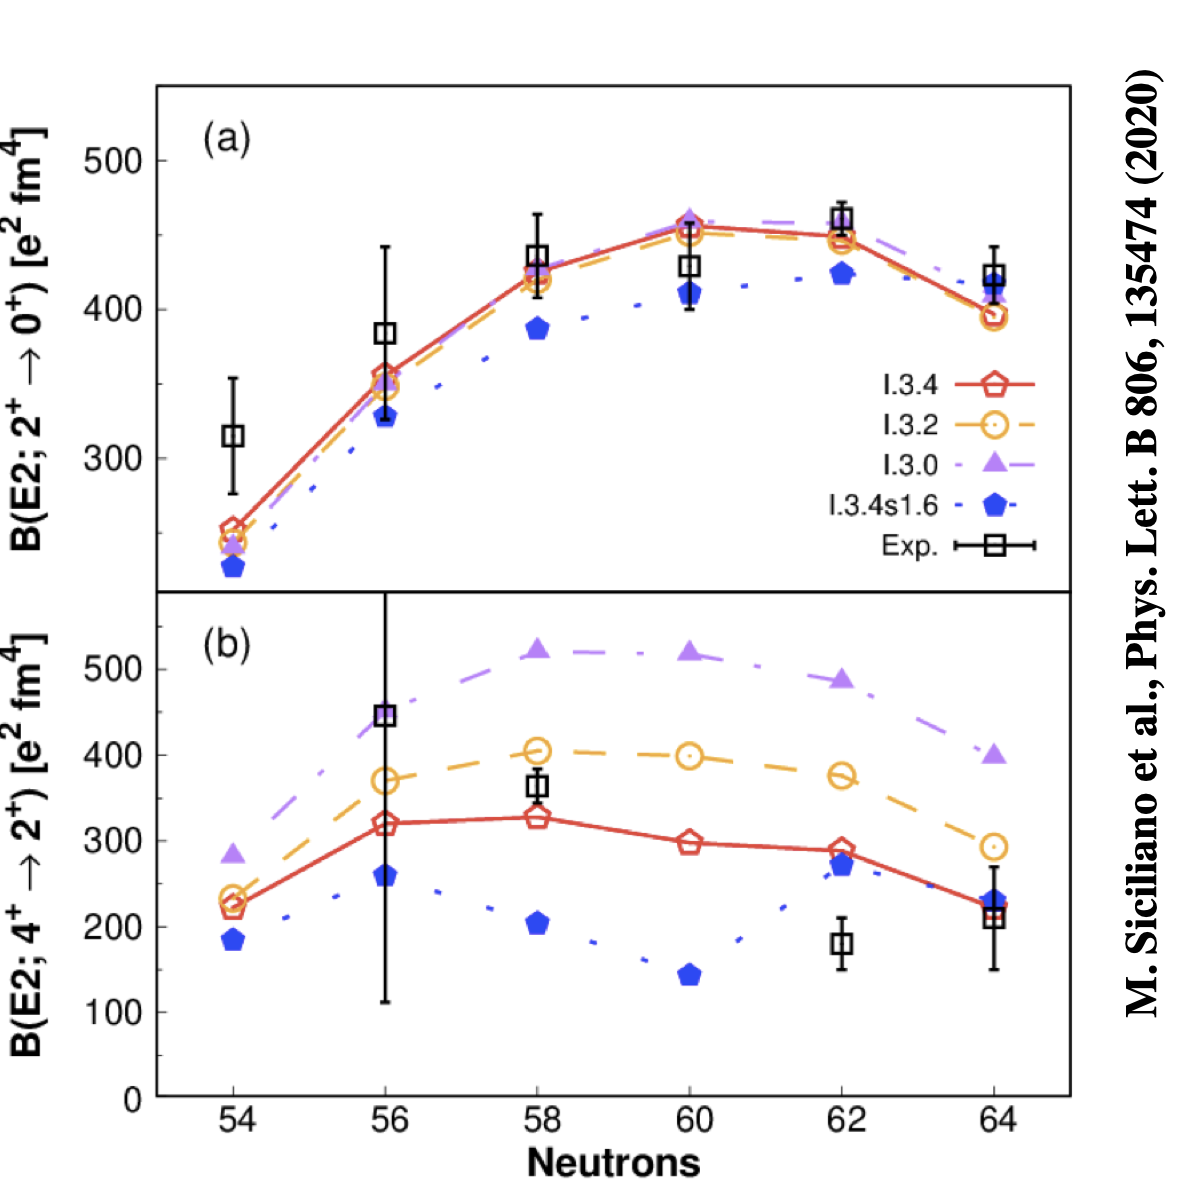 (a)
B(E2; 2⁺ → 0⁺) [e² fm⁴]
500
400
300
I.3.4
I.3.2
I.3.0
I.3.4s1.6
Exp.
(b)
B(E2; 4⁺ → 2⁺) [e² fm⁴]
500
400
300
200
100
0
54 56 58 60 62 64
Neutrons
M. Siciliano et al., Phys. Lett. B 806, 135474 (2020)